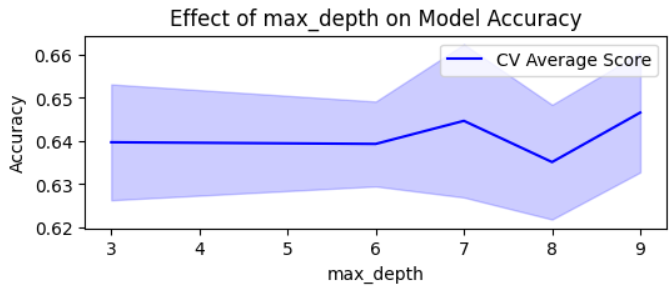 Effect of max_depth on Model Accuracy
CV Average Score
Accuracy
0.66
0.65
0.64
0.63
0.62
3 4 5 6 7 8 9
max_depth